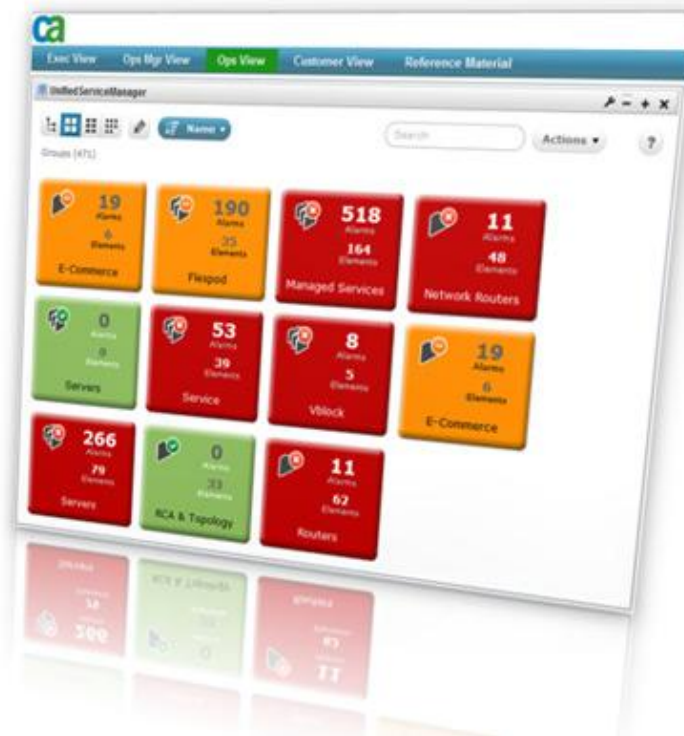 ca
Exec View Ops Mgr View Ops View Customer View Reference Material
UnifiedServiceManager
Name
Search
Actions
?
Groups (471)
19
Alarms
6
Elements
E-Commerce
190
Alarms
35
Elements
Flexpod
518
Alarms
164
Elements
Managed Services
11
Alarms
48
Elements
Network Routers
0
Alarms
0
Elements
Servers
53
Alarms
39
Elements
Service
8
Alarms
5
Elements
Vblock
19
Alarms
6
Elements
E-Commerce
266
Alarms
79
Elements
Servers
0
Alarms
33
Elements
RCA & Topology
11
Alarms
62
Elements
Routers